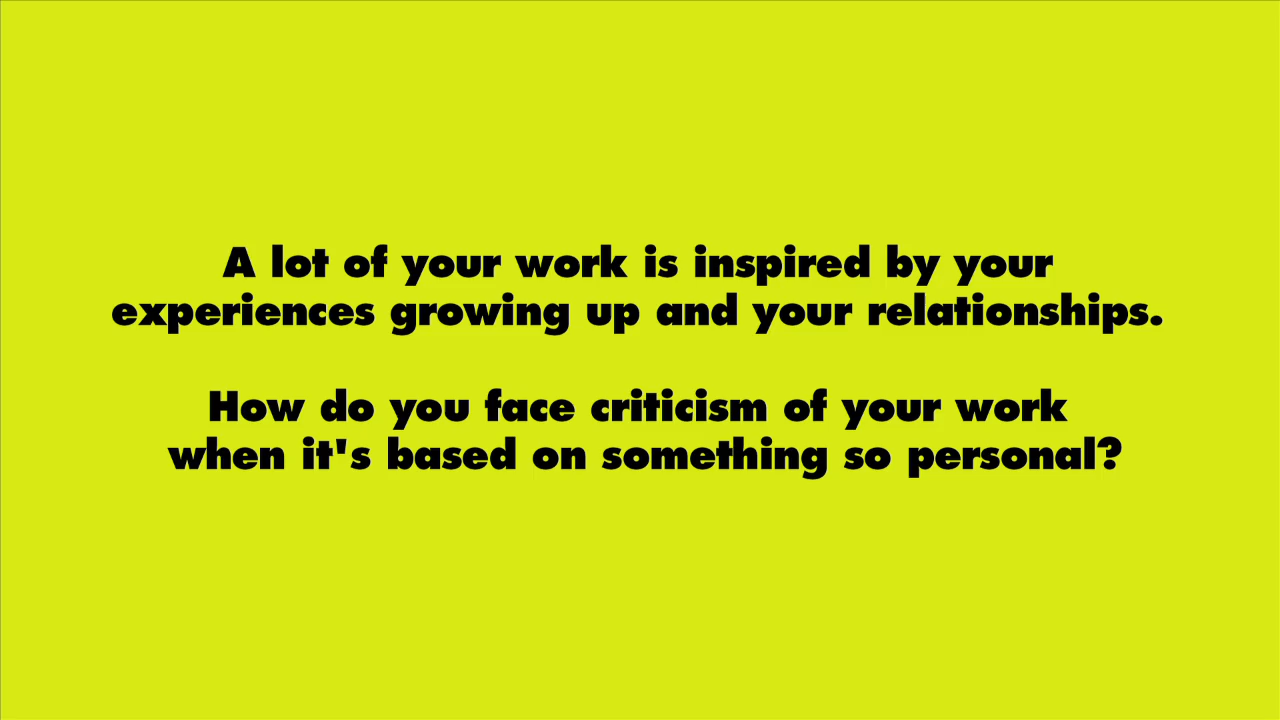 A lot of your work is inspired by your
experiences growing up and your relationships.
How do you face criticism of your work
when it's based on something so personal?